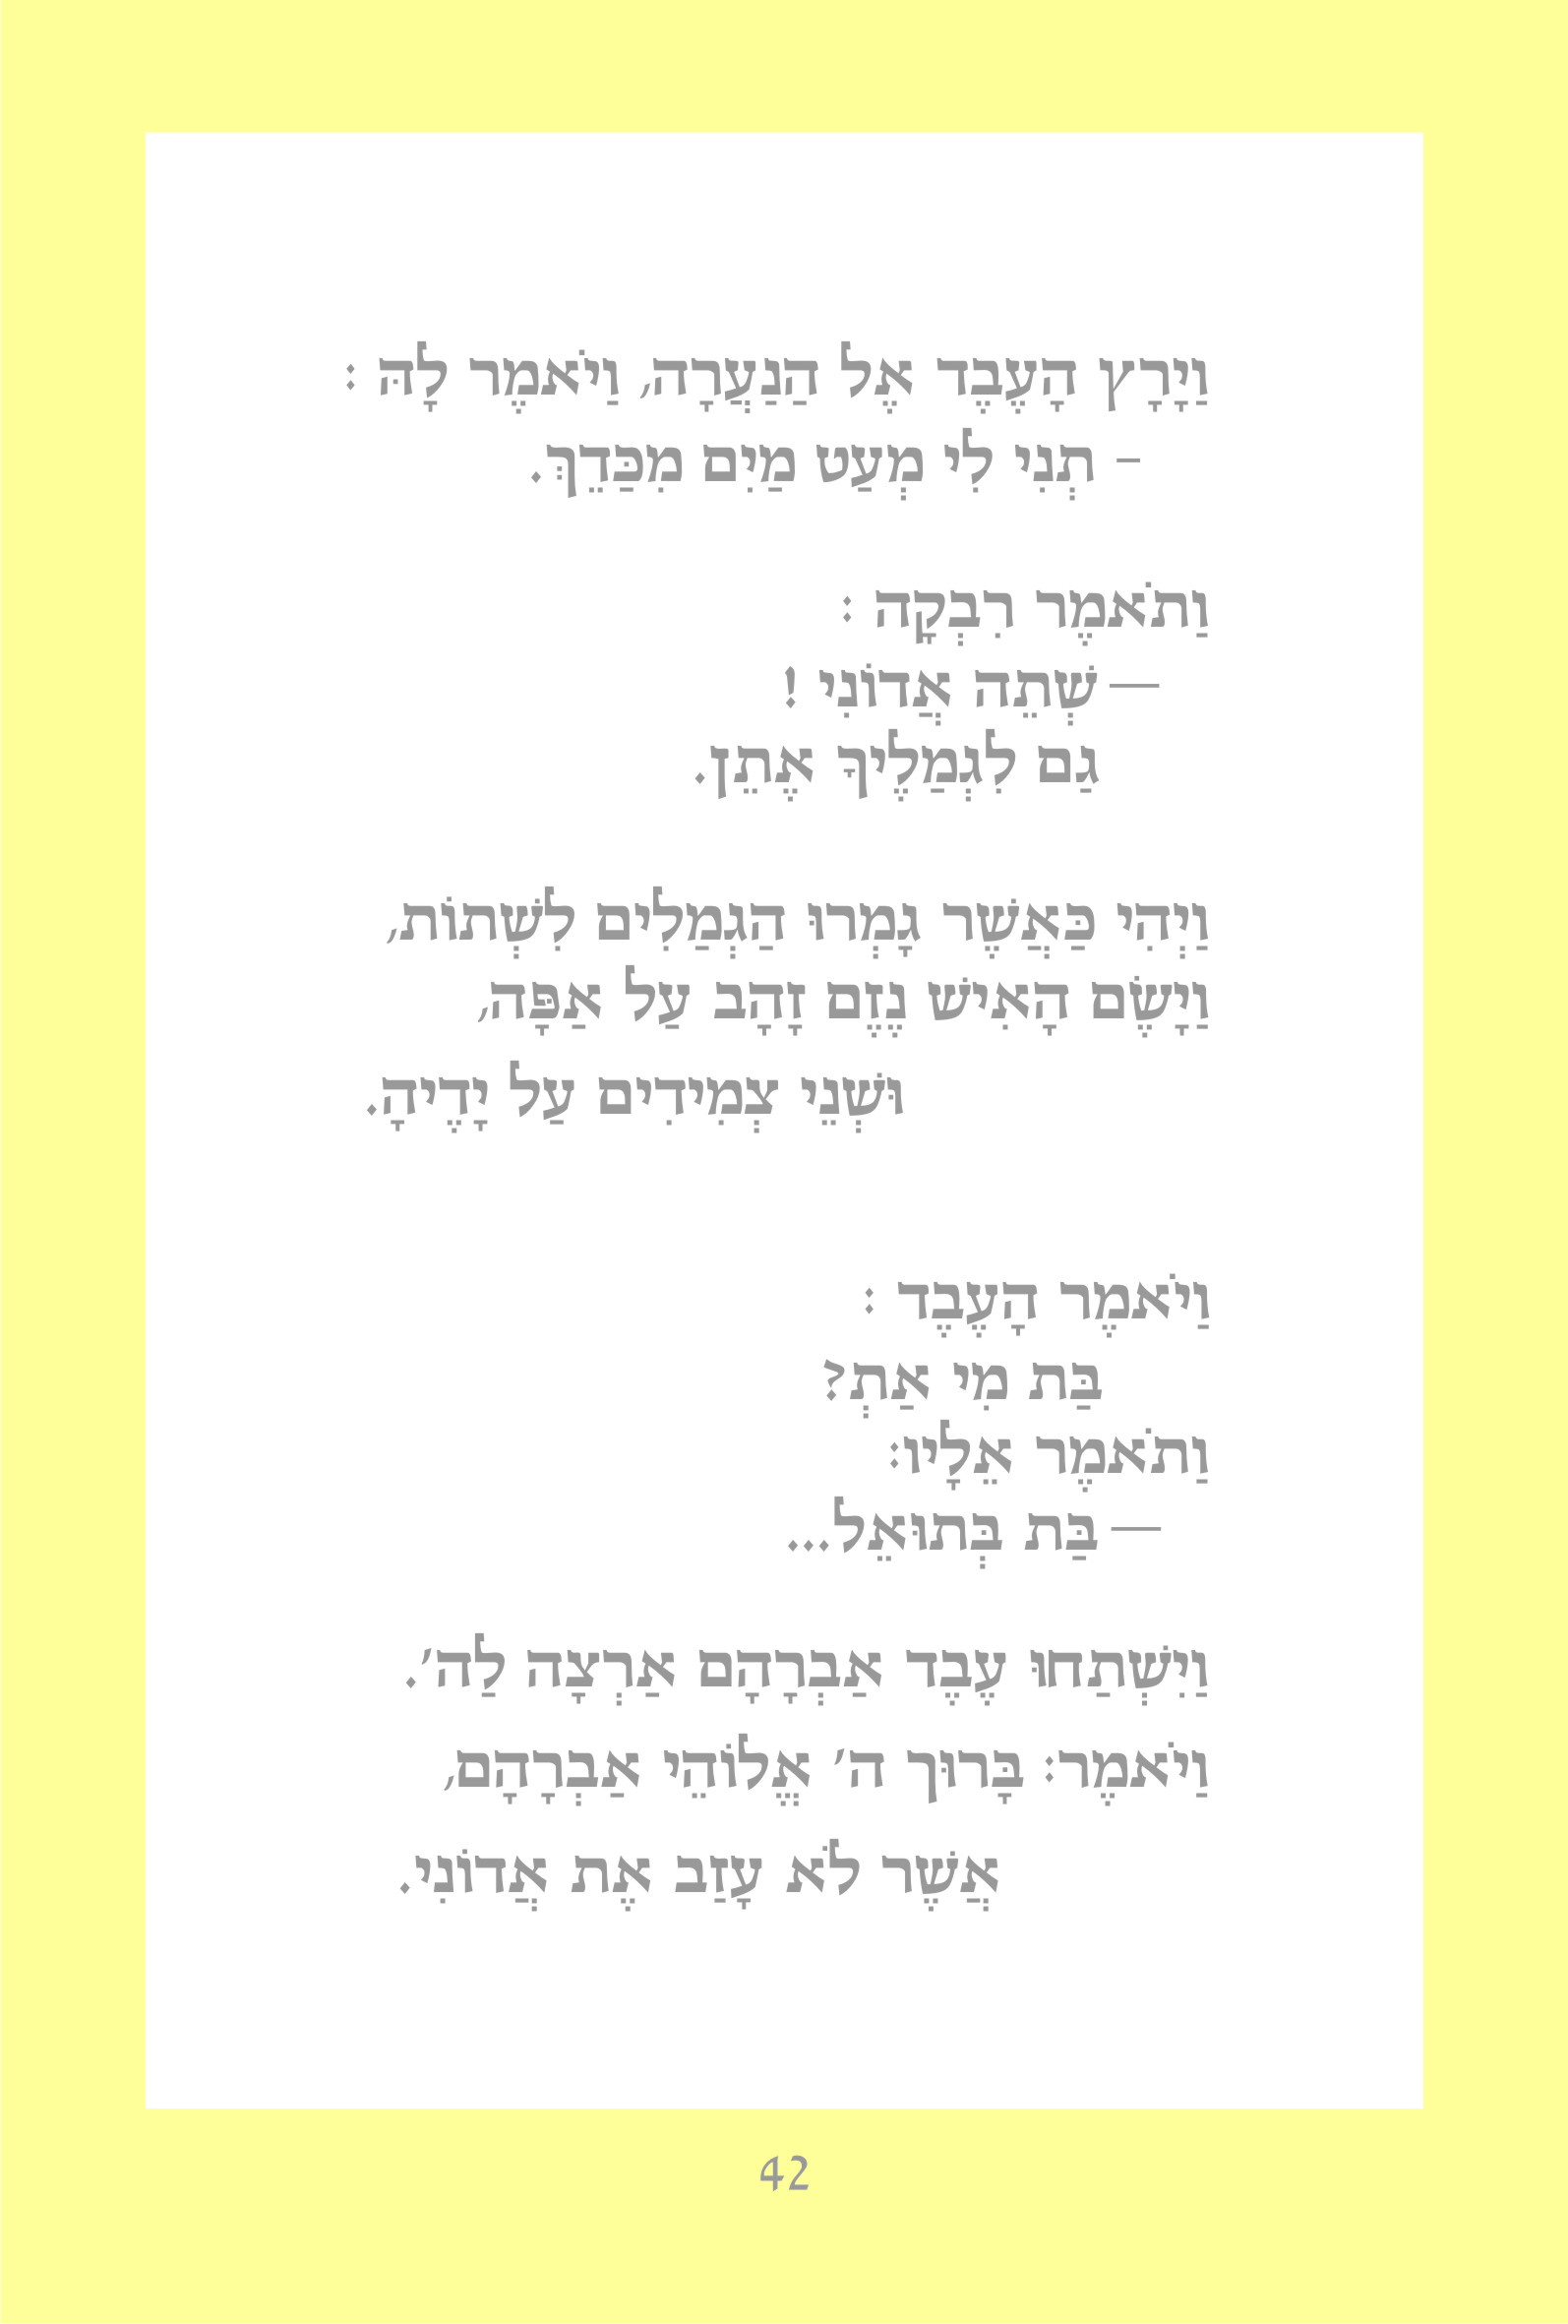 וַיָּרָץ הָעֶבֶד אֶל הַנַּעֲרָה, וַיֹּאמֶר לָהּ :
– תְּנִי לִי מְעַט מַיִם מִכַּדֵךְ.
וַתֹּאמֶר רִבְקָה :
—שְׁתֵה אֲדוֹנִי !
גַם לִגְמַלֶיךָ אֶתֵן.
וַיְהִי כַּאֲשֶׁר גָמְרוּ הַגְמַלִים לִשְׁתוֹת,
וַיָשֶׂם הָאִישׁ נֶזֶם זָהָב עַל אַפָּה,
וּשְׁנֵי צְמִידִים עַל יָדֶיהָ.
וַיֹאמֶר הָעֶבֶד :
בַּת מִי אַתְ?
וַתֹאמֶר אֵלָיו:
—בַּת בְּתוּאֵל...
וַיִשְׁתַחוּ עֶבֶד אַבְרָהָם אַרְצָה לַה'.
וַיֹאמֶר: בָּרוּךְ ה' אֱלוֹהֵי אַבְרָהָם,
אֲשֶׁר לֹא עָזַב אֶת אֲדוֹנִי.
42